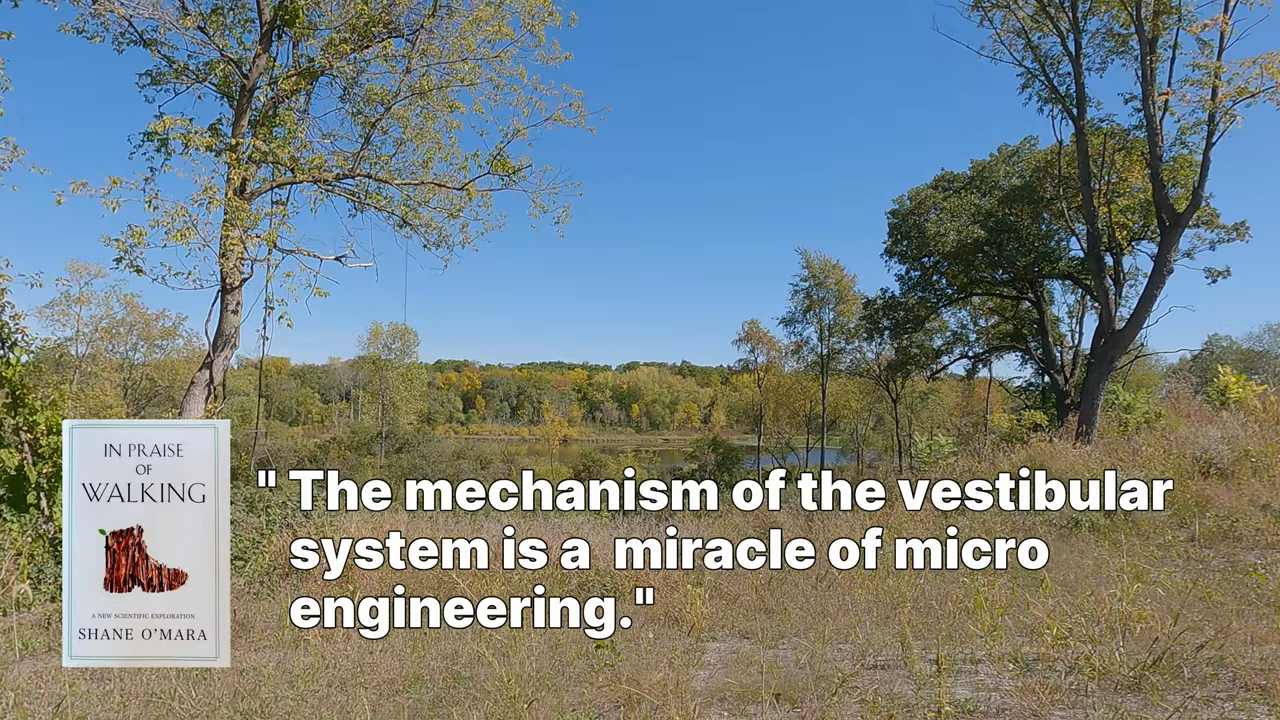 IN PRAISE
OF
WALKING
A NEW SCIENTIFIC EXPLORATION
SHANE O'MARA
" The mechanism of the vestibular
system is a miracle of micro
engineering."